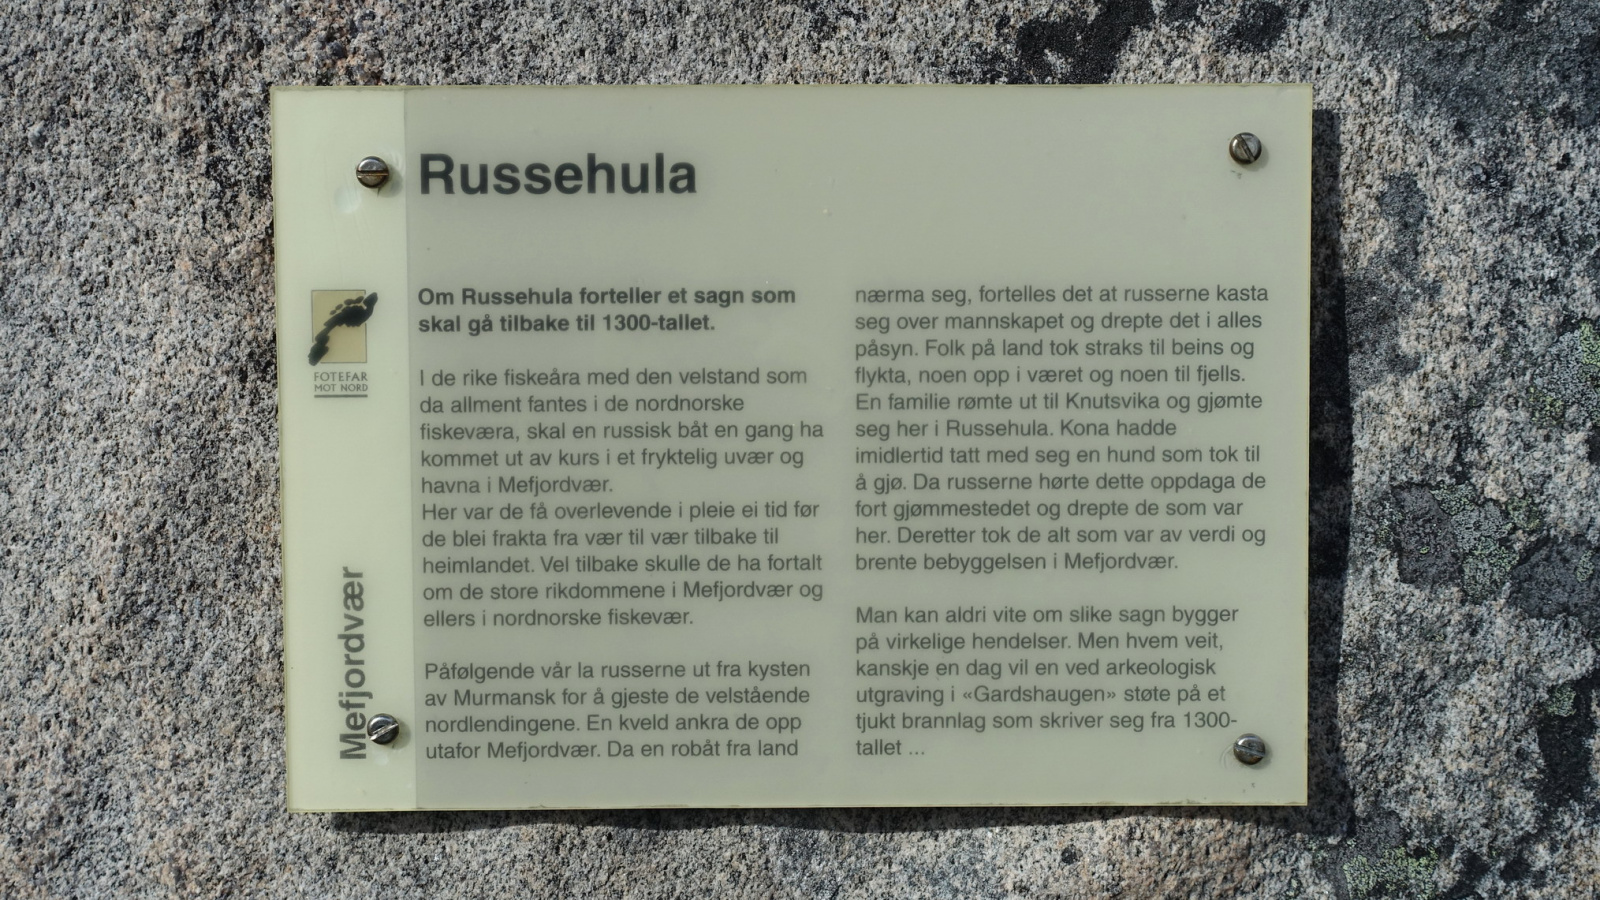 Russehula
Om Russehula forteller et sagn som
skal gå tilbake til 1300-tallet.
I de rike fiskeåra med den velstand som
da allment fantes i de nordnorske
fiskeværa, skal en russisk båt en gang ha
kommet ut av kurs i et fryktelig uvær og
havna i Mefjordvær.
Her var de få overlevende i pleie ei tid før
de blei frakta fra vær til vær tilbake til
heimlandet. Vel tilbake skulle de ha fortalt
om de store rikdommene i Mefjordvær og
ellers i nordnorske fiskevær.
Påfølgende vår la russerne ut fra kysten
av Murmansk for å gjeste de velstående
nordlendingene. En kveld ankra de opp
utafor Mefjordvær. Da en robåt fra land
nærma seg, fortelles det at russerne kasta
seg over mannskapet og drepte det i alles
påsyn. Folk på land tok straks til beins og
flykta, noen opp i været og noen til fjells.
En familie rømte ut til Knutsvika og gjømte
seg her i Russehula. Kona hadde
imidlertid tatt med seg en hund som tok til
å gjø. Da russerne hørte dette oppdaga de
fort gjømmestedet og drepte de som var
her. Deretter tok de alt som var av verdi og
brente bebyggelsen i Mefjordvær.
Man kan aldri vite om slike sagn bygger
på virkelige hendelser. Men hvem veit,
kanskje en dag vil en ved arkeologisk
utgraving i «Gardshaugen» støte på et
tjukt brannlag som skriver seg fra 1300-
tallet ...
FOTEFAR
MOT NORD
Mefjordvær